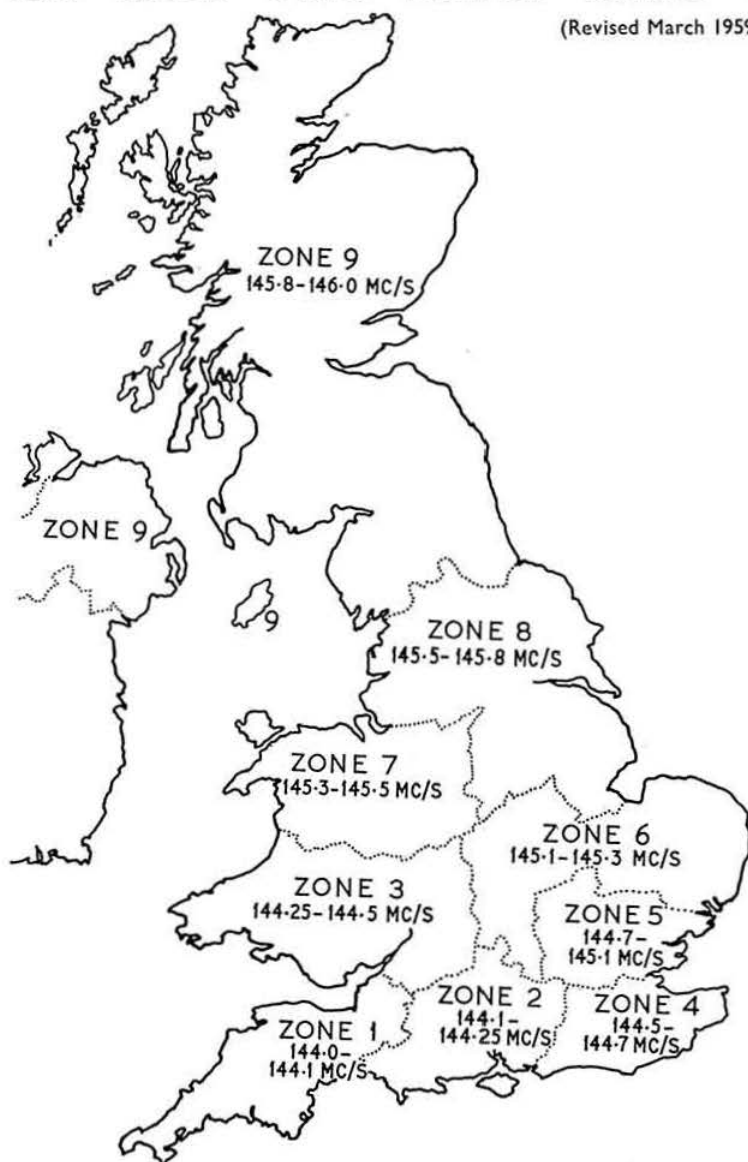 (Revised March 1959
ZONE 9
145·8–146·0 MC/S
ZONE 9
9
ZONE 8
145·5–145·8 MC/S
ZONE 7
145·3–145·5 MC/S
ZONE 6
145·1–145·3 MC/S
ZONE 3
144·25–144·5 MC/S
ZONE 5
144·7–
145·1 MC/S
ZONE 2
144·1–
144·25 MC/S
ZONE 4
144·5–
144·7 MC/S
ZONE 1
144·0–
144·1 MC/S